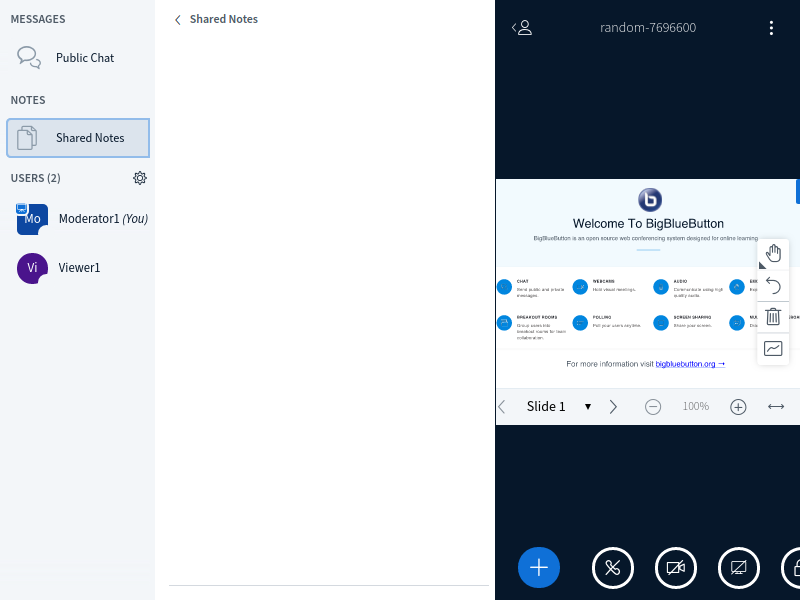 MESSAGES
Public Chat
NOTES
Shared Notes
USERS (2)
Mo
Moderator1 (You)
Vi
Viewer1
Shared Notes
random-7696600
b
Welcome To BigBlueButton
BigBlueButton is an open source web conferencing system designed for online learning
CHAT
Send public and private
messages.
WEBCAMS
Hold visual meetings.
AUDIO
Communicate using high
quality audio.
BREAKOUT ROOMS
Group users into
breakout rooms for team
collaboration.
POLLING
Poll your users anytime.
SCREEN SHARING
Share your screen.
For more information visit bigbluebutton.org →
Slide 1
100%